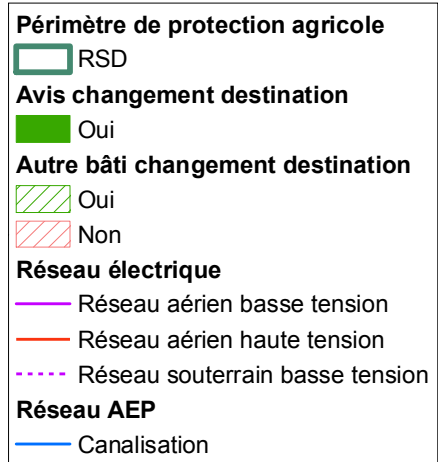 Périmètre de protection agricole
RSD
Avis changement destination
Oui
Autre bâti changement destination
Oui
Non
Réseau électrique
Réseau aérien basse tension
Réseau aérien haute tension
Réseau souterrain basse tension
Réseau AEP
Canalisation